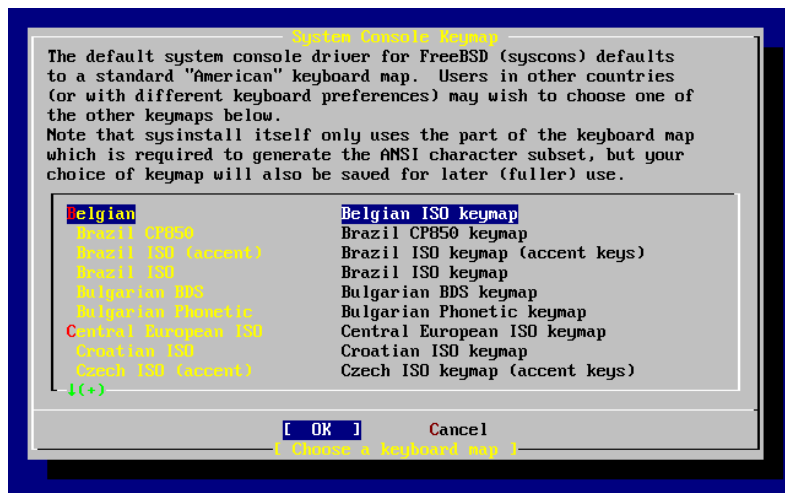 System Console Keymap
The default system console driver for FreeBSD (syscons) defaults
to a standard "American" keyboard map.  Users in other countries
(or with different keyboard preferences) may wish to choose one of
the other keymaps below.
Note that sysinstall itself only uses the part of the keyboard map
which is required to generate the ANSI character subset, but your
choice of keymap will also be saved for later (fuller) use.
Belgian Belgian ISO keymap
Brazil CP850 Brazil CP850 keymap
Brazil ISO (accent) Brazil ISO keymap (accent keys)
Brazil ISO Brazil ISO keymap
Bulgarian BDS Bulgarian BDS keymap
Bulgarian Phonetic Bulgarian Phonetic keymap
Central European ISO Central European ISO keymap
Croatian ISO Croatian ISO keymap
Czech ISO (accent) Czech ISO keymap (accent keys)
↓(+)
[ OK ] Cancel
[ Choose a keyboard map ]